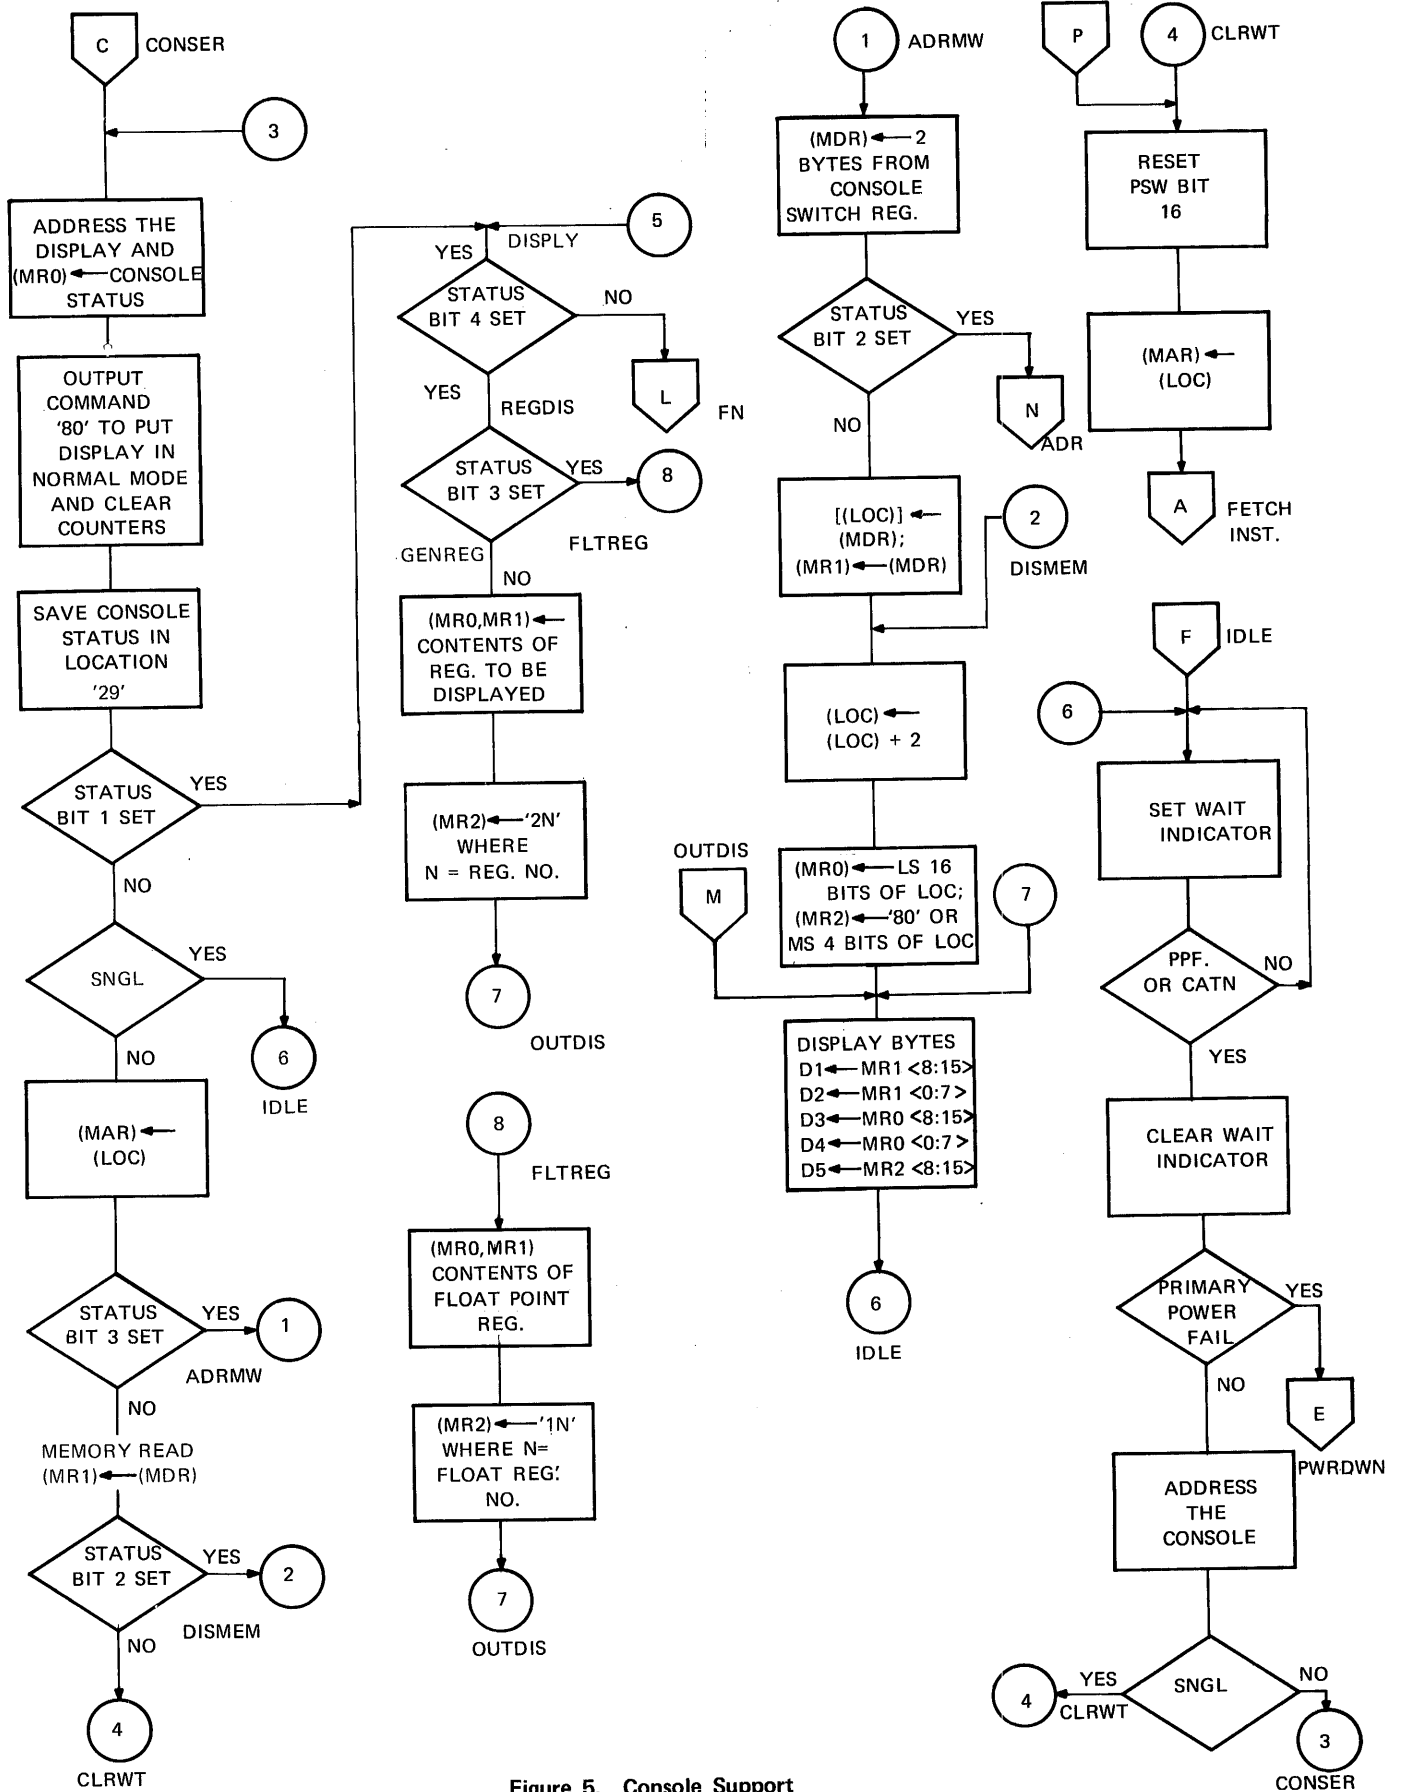 C CONSER
3
ADDRESS THE
DISPLAY AND
(MR0)←CONSOLE
STATUS
OUTPUT
COMMAND
'80' TO PUT
DISPLAY IN
NORMAL MODE
AND CLEAR
COUNTERS
SAVE CONSOLE
STATUS IN
LOCATION
'29'
STATUS
BIT 1 SET
YES
NO
SNGL
YES
6
IDLE
NO
(MAR)←
(LOC)
STATUS
BIT 3 SET
YES
1
ADRMW
NO
MEMORY READ
(MR1)←(MDR)
STATUS
BIT 2 SET
YES
2
DISMEM
NO
4
CLRWT
5
DISPLY
YES
STATUS
BIT 4 SET
NO
L
FN
YES
REGDIS
STATUS
BIT 3 SET
YES
8
FLTREG
GENREG
NO
(MR0,MR1)←
CONTENTS OF
REG. TO BE
DISPLAYED
(MR2)←'2N'
WHERE
N = REG. NO.
7
OUTDIS
8
FLTREG
(MR0,MR1)
CONTENTS OF
FLOAT POINT
REG.
(MR2)←'1N'
WHERE N=
FLOAT REG.'
NO.
7
OUTDIS
1 ADRMW
(MDR)←2
BYTES FROM
CONSOLE
SWITCH REG.
STATUS
BIT 2 SET
YES
N
ADR
NO
[(LOC)]←
(MDR);
(MR1)←(MDR)
2
DISMEM
(LOC)←
(LOC) + 2
OUTDIS
M
(MR0)←LS 16
BITS OF LOC;
(MR2)←'80' OR
MS 4 BITS OF LOC
7
DISPLAY BYTES
D1←MR1 <8:15>
D2←MR1 <0:7>
D3←MR0 <8:15>
D4←MR0 <0:7>
D5←MR2 <8:15>
6
IDLE
P
4 CLRWT
RESET
PSW BIT
16
(MAR)←
(LOC)
A
FETCH
INST.
F IDLE
6
SET WAIT
INDICATOR
PPF.
OR CATN
NO
YES
CLEAR WAIT
INDICATOR
PRIMARY
POWER
FAIL
YES
E
PWRDWN
NO
ADDRESS
THE
CONSOLE
SNGL
YES
4
CLRWT
NO
3
CONSER
Figure 5. Console Support